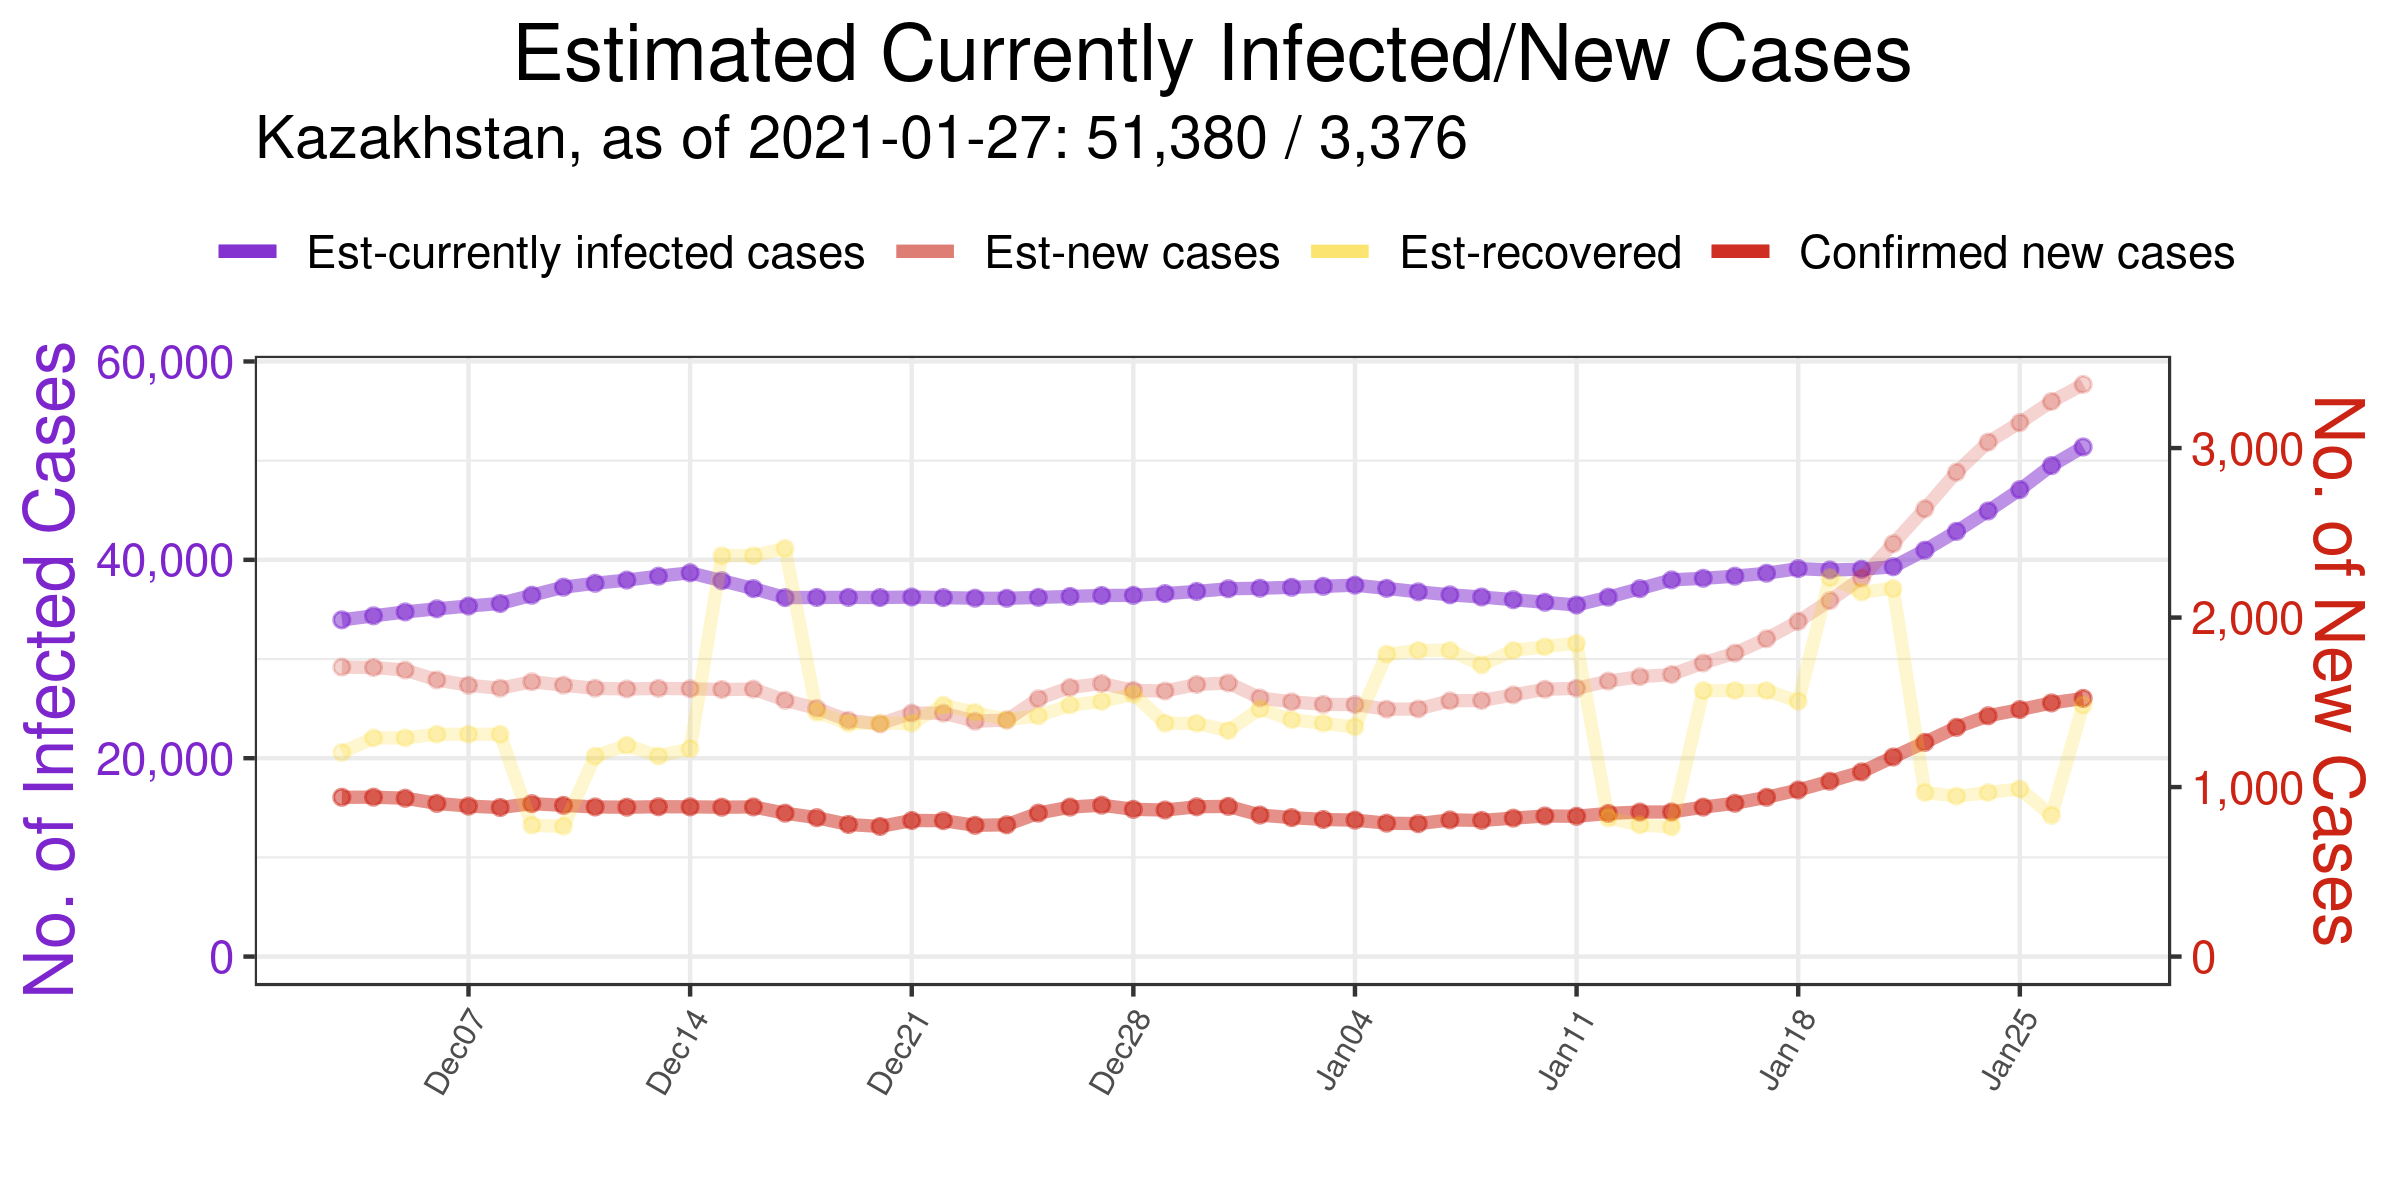 Estimated Currently Infected/New Cases
Kazakhstan, as of 2021-01-27: 51,380 / 3,376
Est-currently infected cases Est-new cases Est-recovered Confirmed new cases
No. of Infected Cases
60,000
40,000
20,000
0
3,000
2,000
1,000
0
No. of New Cases
Dec07 Dec14 Dec21 Dec28 Jan04 Jan11 Jan18 Jan25